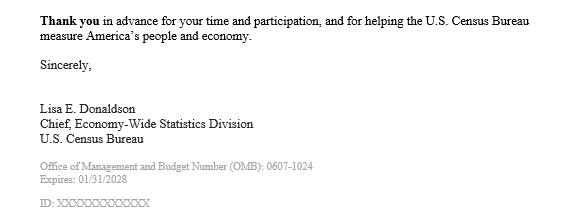 Thank you in advance for your time and participation, and for helping the U.S. Census Bureau
measure America's people and economy.
Sincerely,
Lisa E. Donaldson
Chief, Economy-Wide Statistics Division
U.S. Census Bureau
Office of Management and Budget Number (OMB): 0607-1024
Expires: 01/31/2028
ID: XXXXXXXXXXXX